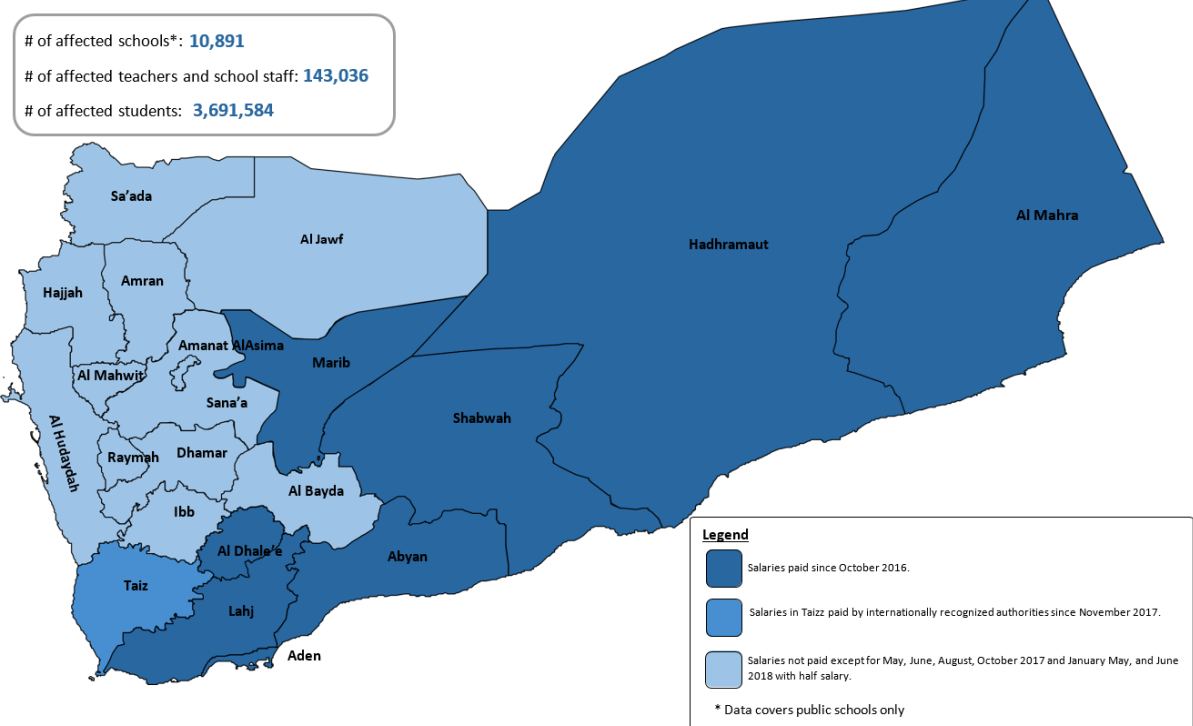 # of affected schools*: 10,891
# of affected teachers and school staff: 143,036
# of affected students: 3,691,584
Sa’ada
Al Jawf
Al Mahra
Hadhramaut
Amran
Hajjah
Amanat AlAsima
Marib
Al Mahwit
Sana’a
Shabwah
Al Hudaydah
Raymah
Dhamar
Al Bayda
Ibb
Al Dhale’e
Abyan
Taiz
Lahj
Aden
Legend
Salaries paid since October 2016.
Salaries in Taizz paid by internationally recognized authorities since November 2017.
Salaries not paid except for May, June, August, October 2017 and January May, and June
2018 with half salary.
* Data covers public schools only